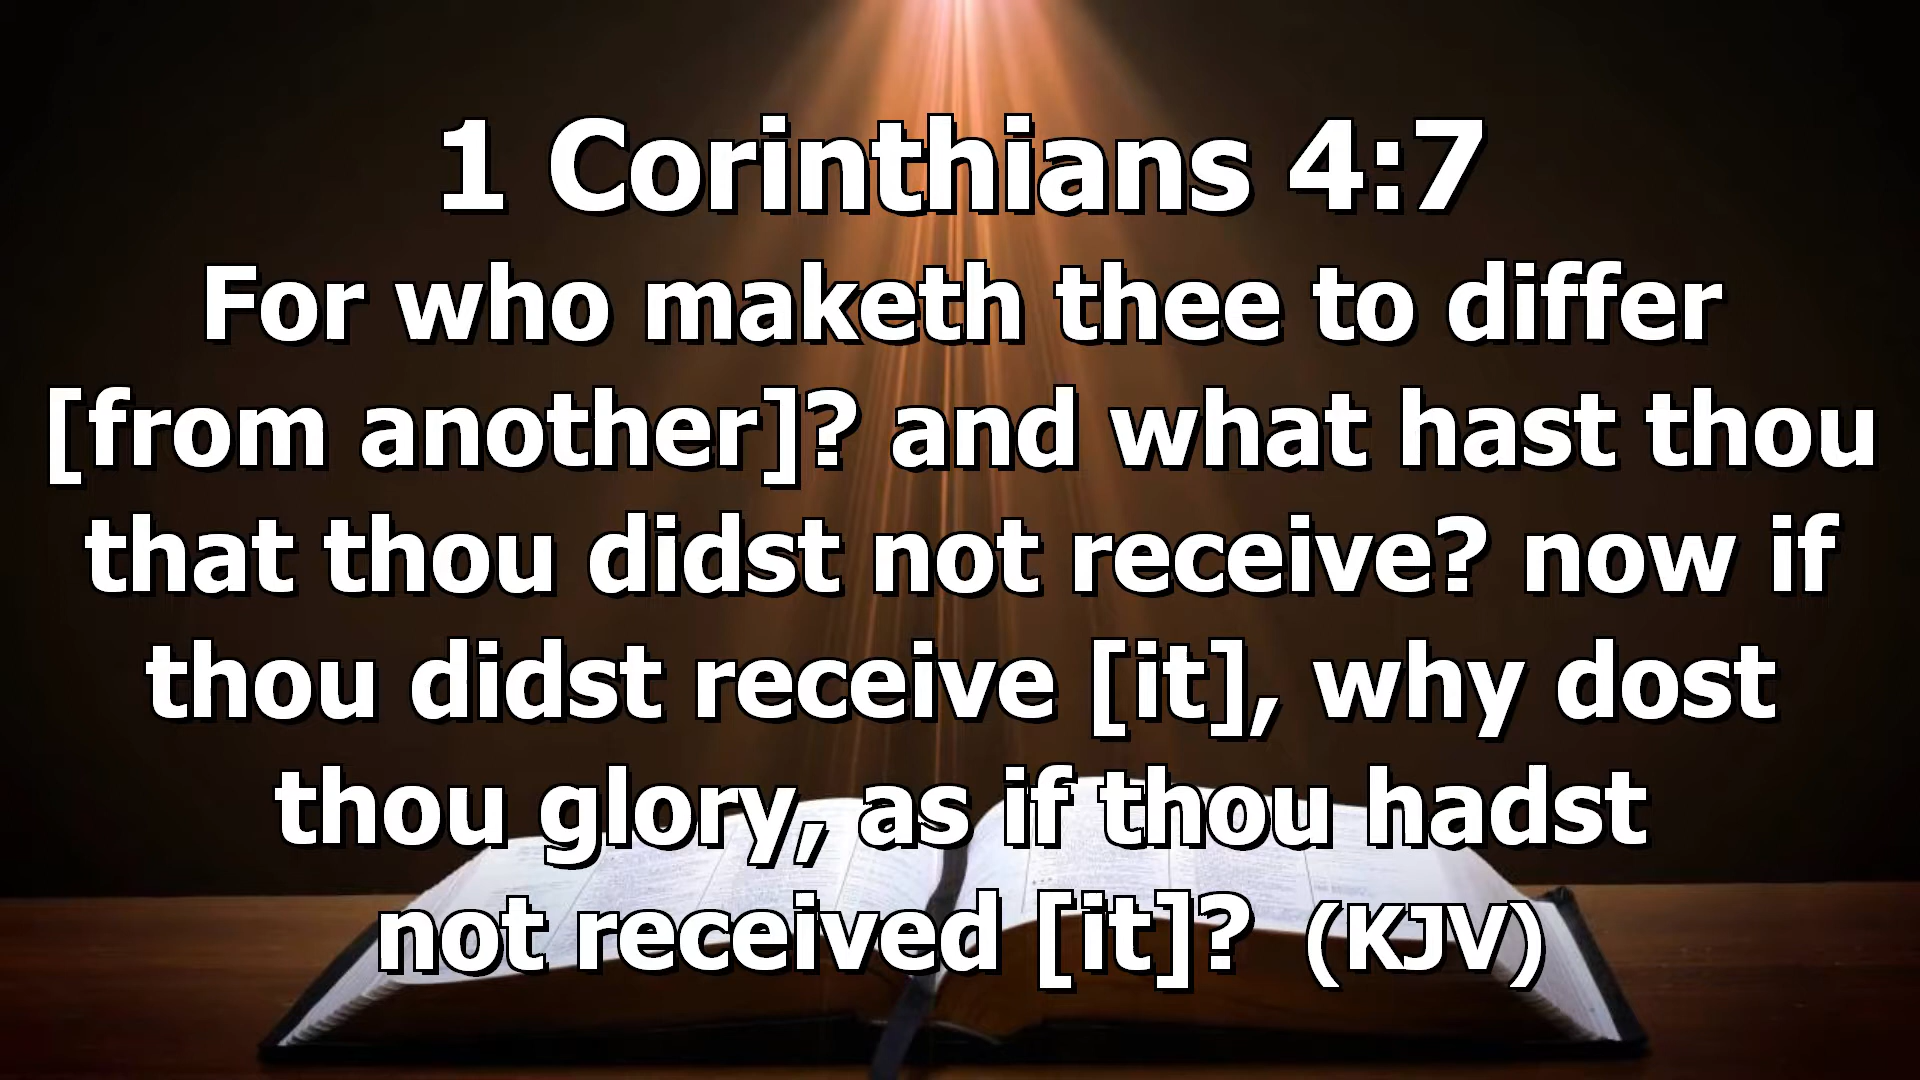 1 Corinthians 4:7
For who maketh thee to differ
[from another]? and what hast thou
that thou didst not receive? now if
thou didst receive [it], why dost
thou glory, as if thou hadst
not received [it]? (KJV)